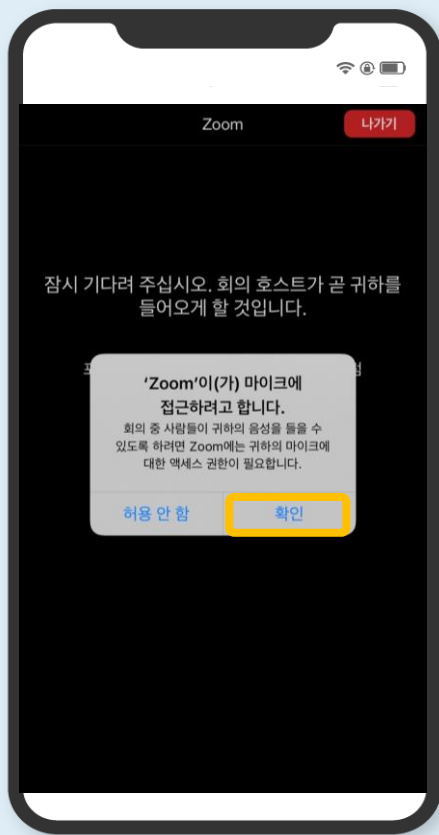 Zoom
나가기
잠시 기다려 주십시오. 회의 호스트가 곧 귀하를
들어오게 할 것입니다.
‘Zoom’이(가) 마이크에
접근하려고 합니다.
회의 중 사람들이 귀하의 음성을 들을 수
있도록 하려면 Zoom에는 귀하의 마이크에
대한 액세스 권한이 필요합니다.
허용 안 함
확인